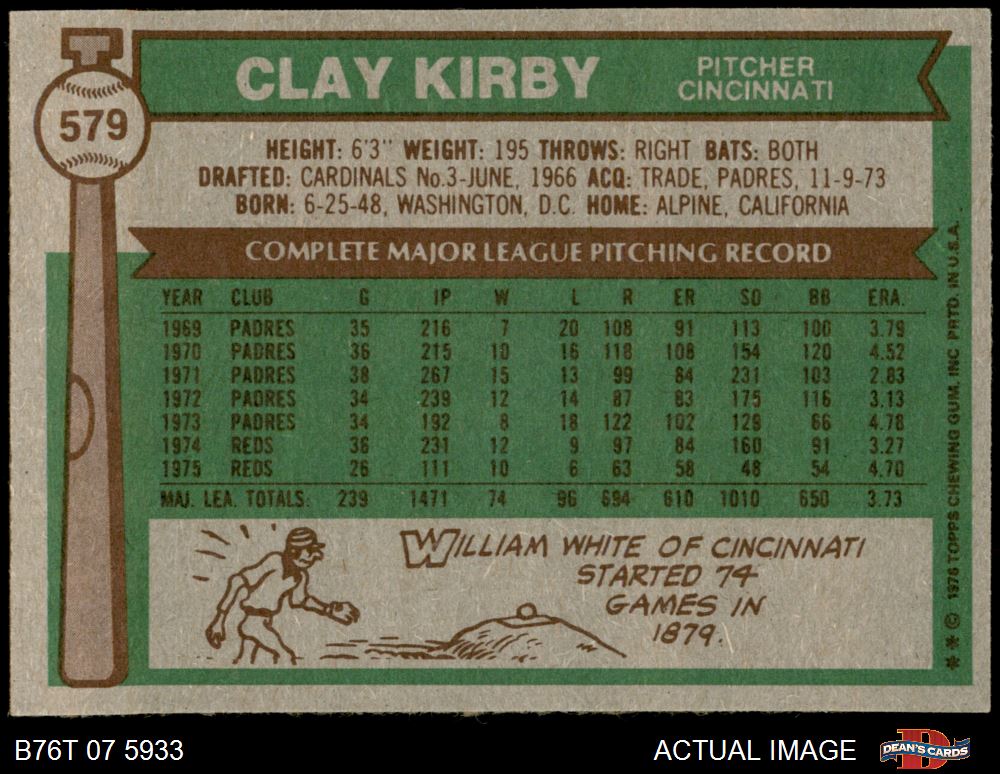 CLAY KIRBY
PITCHER
CINCINNATI
579
HEIGHT: 6'3" WEIGHT: 195 THROWS: RIGHT BATS: BOTH
DRAFTED: CARDINALS No.3-JUNE, 1966 ACQ: TRADE, PADRES, 11-9-73
BORN: 6-25-48, WASHINGTON, D.C. HOME: ALPINE, CALIFORNIA
COMPLETE MAJOR LEAGUE PITCHING RECORD
YEAR CLUB G IP W L R ER SO BB ERA.
1969 PADRES 35 216 7 20 108 91 113 100 3.79
1970 PADRES 36 215 10 16 118 108 154 120 4.52
1971 PADRES 38 267 15 13 99 84 231 103 2.83
1972 PADRES 34 239 12 14 87 83 175 116 3.13
1973 PADRES 34 192 8 18 122 102 129 66 4.78
1974 REDS 36 231 12 9 97 84 160 91 3.27
1975 REDS 26 111 10 6 63 58 48 54 4.70
MAJ. LEA. TOTALS: 239 1471 74 96 694 610 1010 650 3.73
WILLIAM WHITE OF CINCINNATI
STARTED 74
GAMES IN
1879.
** © 1976 TOPPS CHEWING GUM, INC PRTD. IN U.S.A.
B76T 07 5933
ACTUAL IMAGE
DEAN'S CARDS